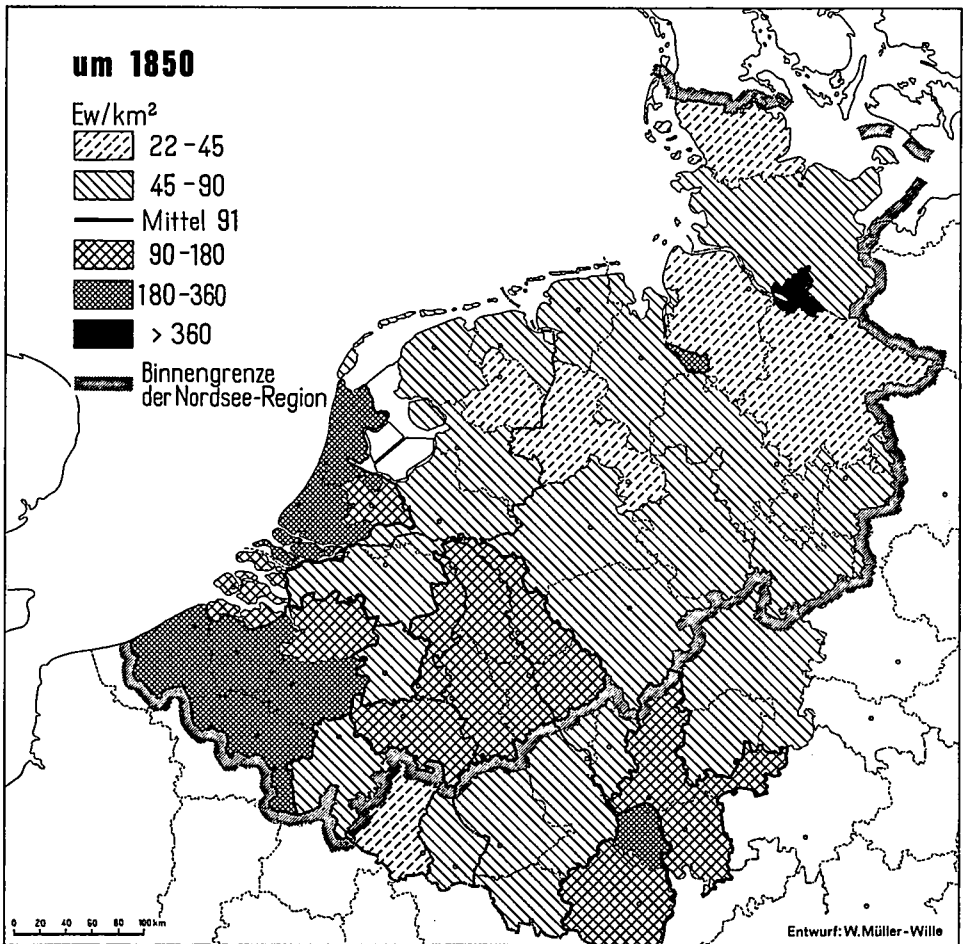 um 1850
Ew/km²
22-45
45-90
Mittel 91
90-180
180-360
> 360
Binnengrenze
der Nordsee-Region
0 20 40 60 80 100 km
Entwurf: W. Müller-Wille